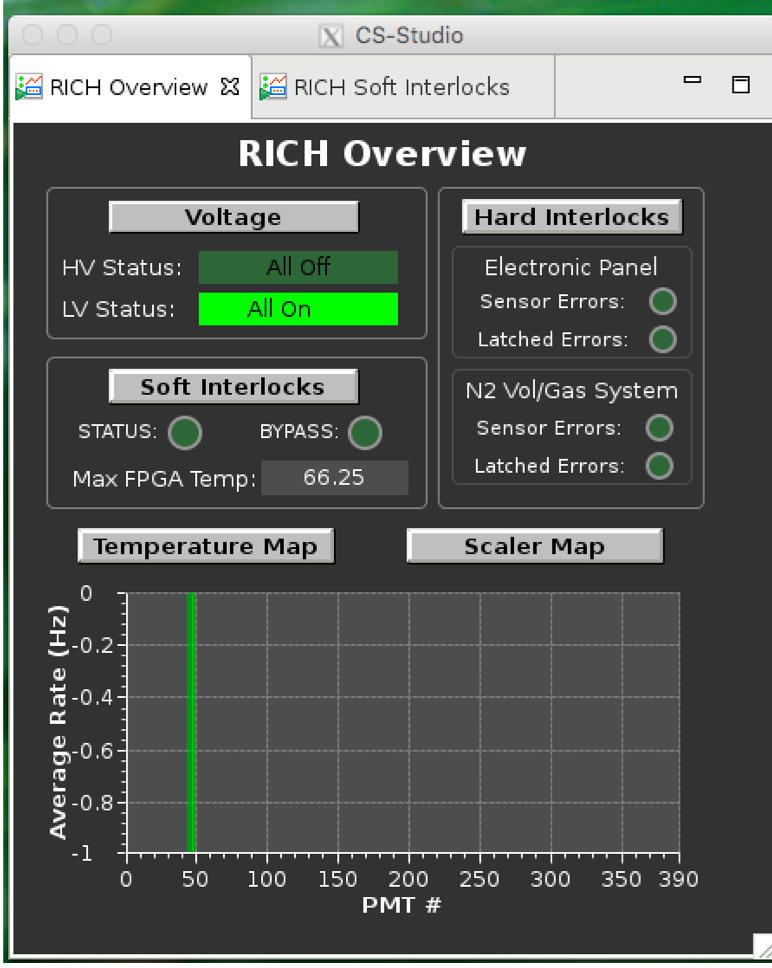 CS-Studio
RICH Overview
RICH Soft Interlocks
RICH Overview
Voltage
HV Status: All Off
LV Status: All On
Soft Interlocks
STATUS: BYPASS:
Max FPGA Temp: 66.25
Hard Interlocks
Electronic Panel
Sensor Errors:
Latched Errors:
N2 Vol/Gas System
Sensor Errors:
Latched Errors:
Temperature Map
Scaler Map
Average Rate (Hz)
0
-0.2
-0.4
-0.6
-0.8
-1
0 50 100 150 200 250 300 350 390
PMT #